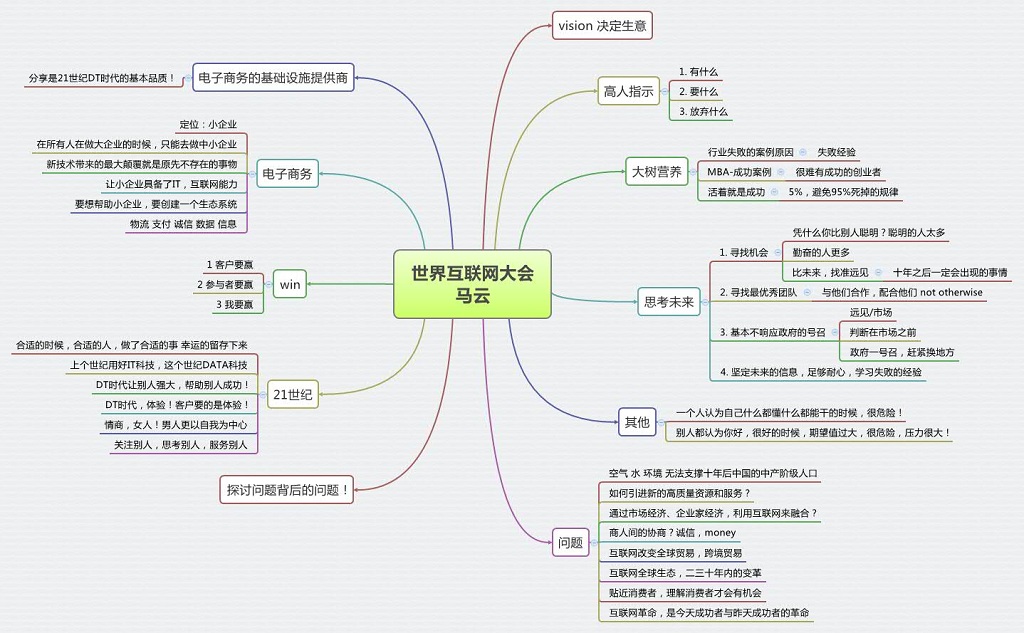 世界互联网大会
马云
vision 决定生意
高人指示
1. 有什么
2. 要什么
3. 放弃什么
大树营养
行业失败的案例原因
失败经验
MBA-成功案例
很难有成功的创业者
活着就是成功
5%，避免95%死掉的规律
思考未来
1. 寻找机会
凭什么你比别人聪明？聪明的人太多
勤奋的人更多
比未来，找准远见
十年之后一定会出现的事情
2. 寻找最优秀团队
与他们合作，配合他们 not otherwise
3. 基本不响应政府的号召
远见/市场
判断在市场之前
政府一号召，赶紧换地方
4. 坚定未来的信息，足够耐心，学习失败的经验
其他
一个人认为自己什么都懂什么都能干的时候，很危险！
别人都认为你好，很好的时候，期望值过大，很危险，压力很大！
问题
空气 水 环境 无法支撑十年后中国的中产阶级人口
如何引进新的高质量资源和服务？
通过市场经济、企业家经济，利用互联网来融合？
商人间的协商？诚信，money
互联网改变全球贸易，跨境贸易
互联网全球生态，二三十年内的变革
贴近消费者，理解消费者才会有机会
互联网革命，是今天成功者与昨天成功者的革命
电子商务的基础设施提供商
分享是21世纪DT时代的基本品质！
电子商务
定位：小企业
在所有人在做大企业的时候，只能去做中小企业
新技术带来的最大颠覆就是原先不存在的事物
让小企业具备了IT，互联网能力
要想帮助小企业，要创建一个生态系统
物流 支付 诚信 数据 信息
win
1 客户要赢
2 参与者要赢
3 我要赢
21世纪
合适的时候，合适的人，做了合适的事 幸运的留存下来
上个世纪用好IT科技，这个世纪DATA科技
DT时代让别人强大，帮助别人成功！
DT时代，体验！客户要的是体验！
情商，女人！男人更以自我为中心
关注别人，思考别人，服务别人
探讨问题背后的问题！